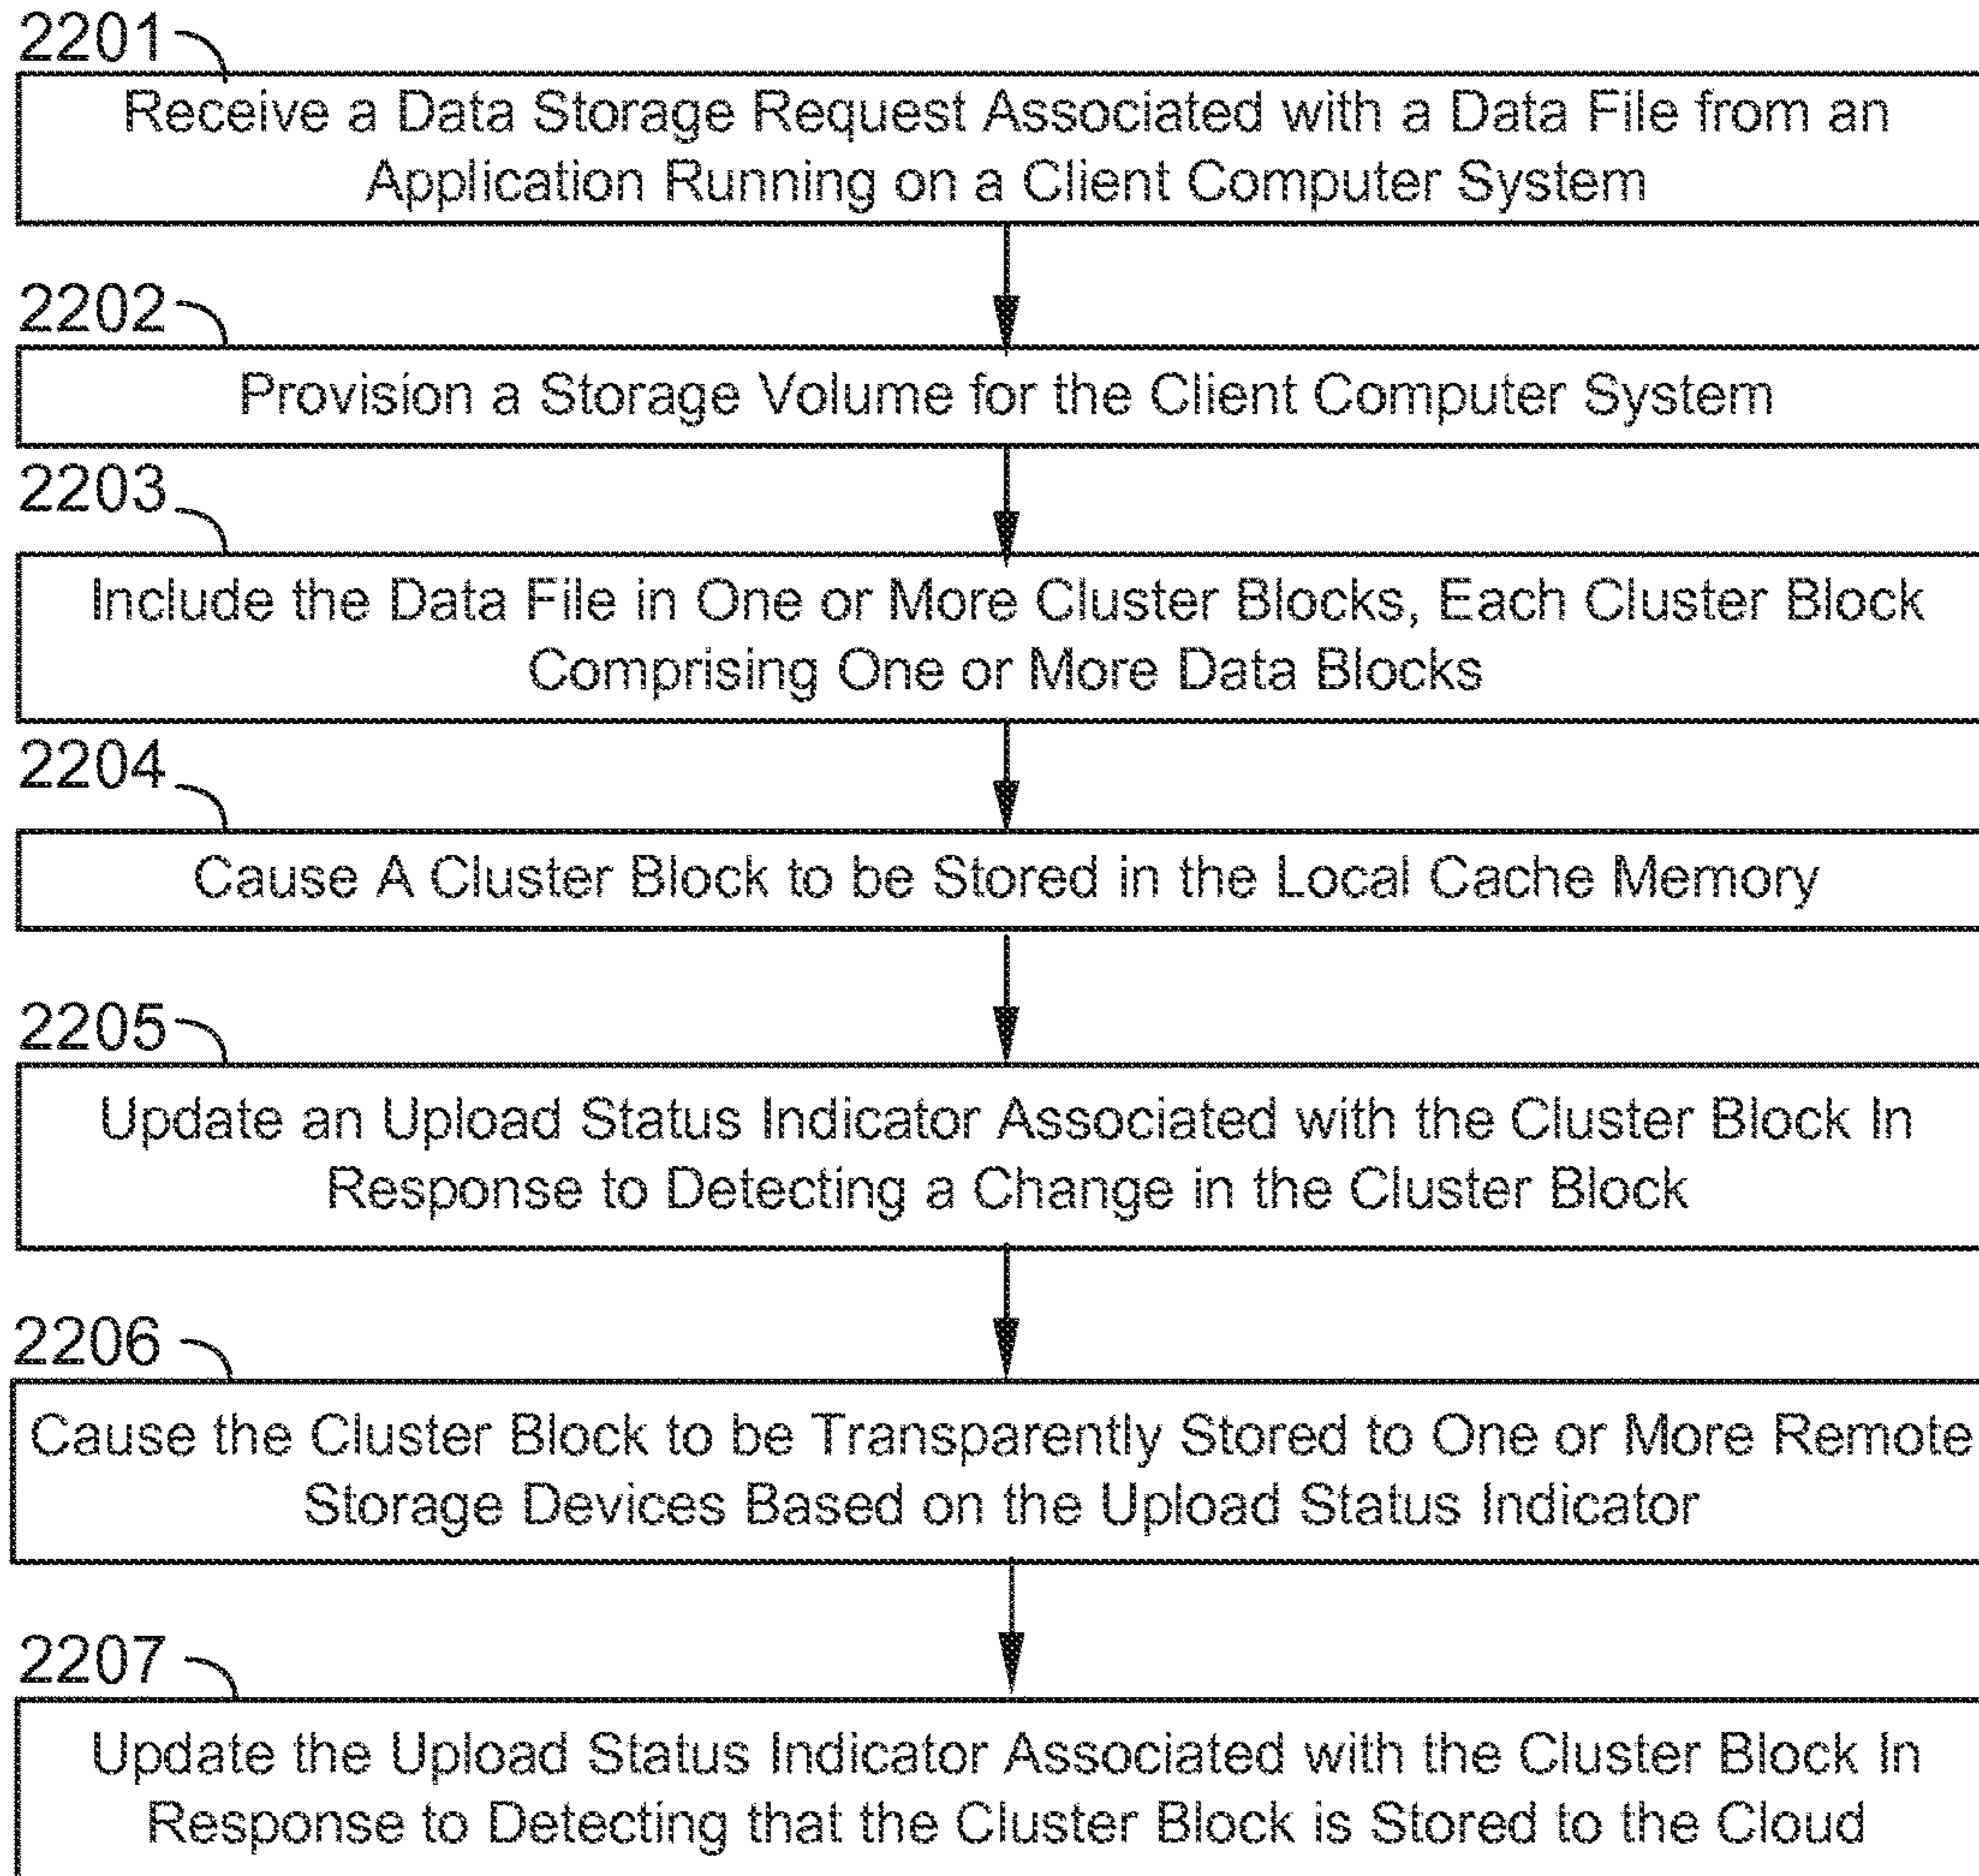 2201
Receive a Data Storage Request Associated with a Data File from an
Application Running on a Client Computer System
2202
Provision a Storage Volume for the Client Computer System
2203
Include the Data File in One or More Cluster Blocks, Each Cluster Block
Comprising One or More Data Blocks
2204
Cause A Cluster Block to be Stored in the Local Cache Memory
2205
Update an Upload Status Indicator Associated with the Cluster Block In
Response to Detecting a Change in the Cluster Block
2206
Cause the Cluster Block to be Transparently Stored to One or More Remote
Storage Devices Based on the Upload Status Indicator
2207
Update the Upload Status Indicator Associated with the Cluster Block In
Response to Detecting that the Cluster Block is Stored to the Cloud